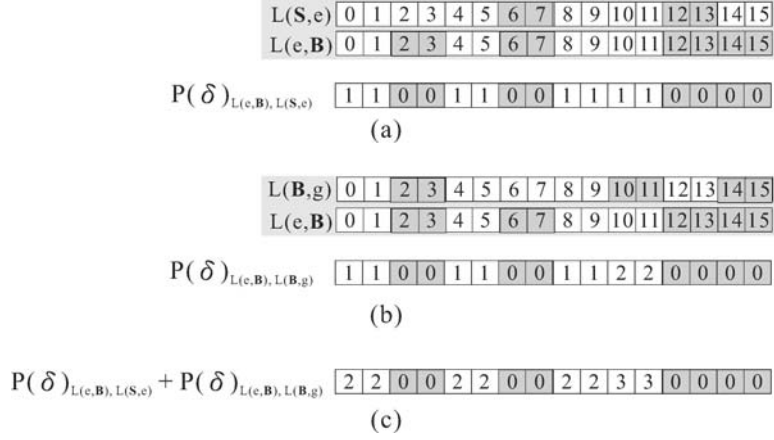 L(S,e) 0 1 2 3 4 5 6 7 8 9 10 11 12 13 14 15
L(e,B) 0 1 2 3 4 5 6 7 8 9 10 11 12 13 14 15
P(δ)L(e,B), L(S,e) 1 1 0 0 1 1 0 0 1 1 1 1 0 0 0 0
(a)
L(B,g) 0 1 2 3 4 5 6 7 8 9 10 11 12 13 14 15
L(e,B) 0 1 2 3 4 5 6 7 8 9 10 11 12 13 14 15
P(δ)L(e,B), L(B,g) 1 1 0 0 1 1 0 0 1 1 2 2 0 0 0 0
(b)
P(δ)L(e,B), L(S,e) + P(δ)L(e,B), L(B,g) 2 2 0 0 2 2 0 0 2 2 3 3 0 0 0 0
(c)